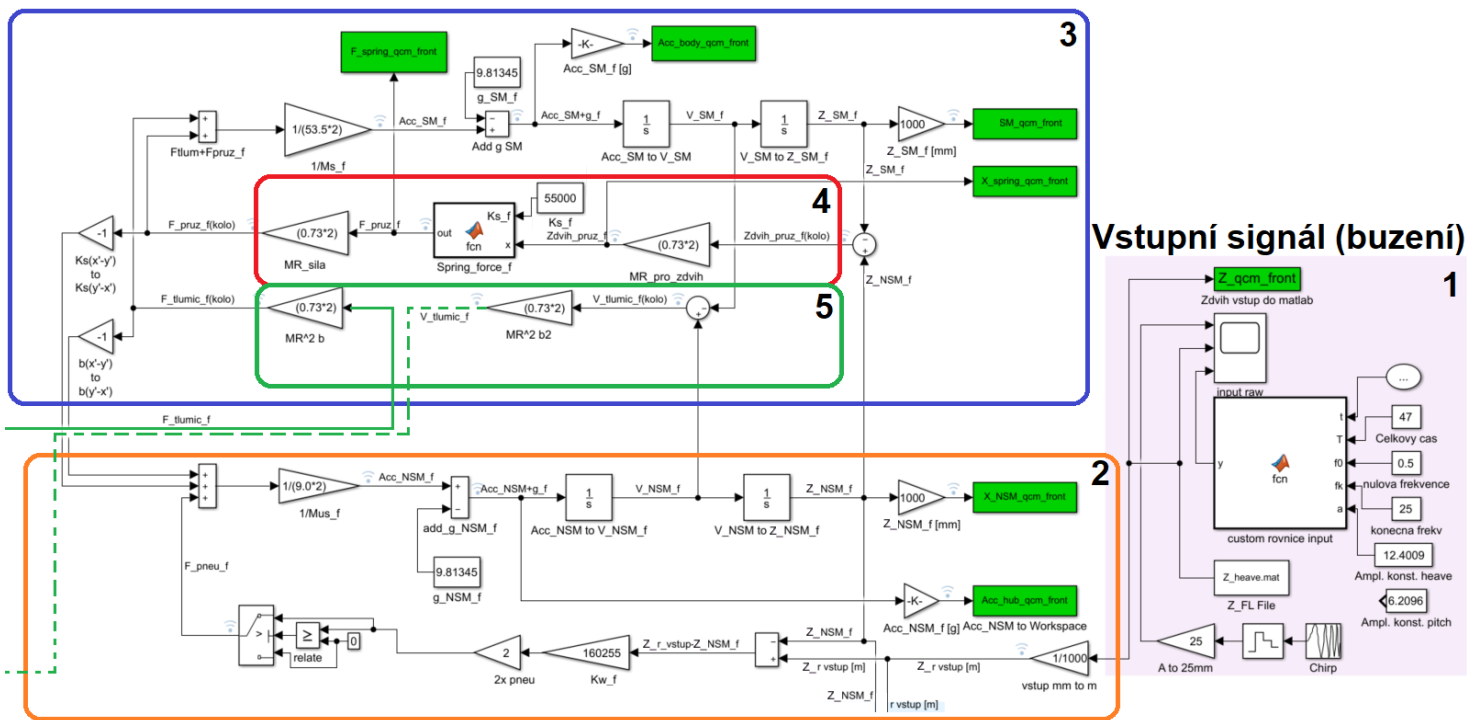 3
F_spring_qcm_front
-K-
Acc_SM_f [g]
Acc_body_qcm_front
9.81345
g_SM_f
+
+
Ftlum+Fpruz_f
1/(53.5*2)
1/Ms_f
Acc_SM_f
−
+
Add g SM
Acc_SM+g_f
1
s
Acc_SM to V_SM
V_SM_f
1
s
V_SM to Z_SM_f
Z_SM_f
1000
Z_SM_f [mm]
SM_qcm_front
Z_SM_f
X_spring_qcm_front
4
-1
Ks(x'-y')
to
Ks(y'-x')
F_pruz_f(kolo)
(0.73*2)
MR_sila
F_pruz_f
out
Ks_f
x
fcn
Spring_force_f
55000
Ks_f
Zdvih_pruz_f
(0.73*2)
MR_pro_zdvih
Zdvih_pruz_f(kolo)
−
+
Z_NSM_f
5
F_tlumic_f(kolo)
(0.73*2)
MR^2 b
V_tlumic_f
(0.73*2)
MR^2 b2
V_tlumic_f(kolo)
+
−
-1
b(x'-y')
to
b(y'-x')
F_tlumic_f
Vstupní signál (buzení)
1
Z_qcm_front
Zdvih vstup do matlab
input raw
...
t
T
f0
fk
a
y
fcn
custom rovnice input
47
Celkovy cas
0.5
nulova frekvence
25
konecna frekv
12.4009
Ampl. konst. heave
6.2096
Ampl. konst. pitch
Z_heave.mat
Z_FL File
25
A to 25mm
Chirp
2
+
+
+
1/(9.0*2)
1/Mus_f
Acc_NSM_f
+
−
add_g_NSM_f
9.81345
g_NSM_f
Acc_NSM+g_f
1
s
Acc_NSM to V_NSM_f
V_NSM_f
1
s
V_NSM to Z_NSM_f
Z_NSM_f
1000
Z_NSM_f [mm]
X_NSM_qcm_front
-K-
Acc_NSM_f [g]
Acc_hub_qcm_front
Acc_NSM to Workspace
F_pneu_f
>
≥
relate
0
2
2x pneu
160255
Kw_f
Z_r_vstup-Z_NSM_f
−
+
Z_NSM_f
Z_r vstup [m]
Z_r vstup [m]
Z_NSM_f
r vstup [m]
1/1000
vstup mm to m